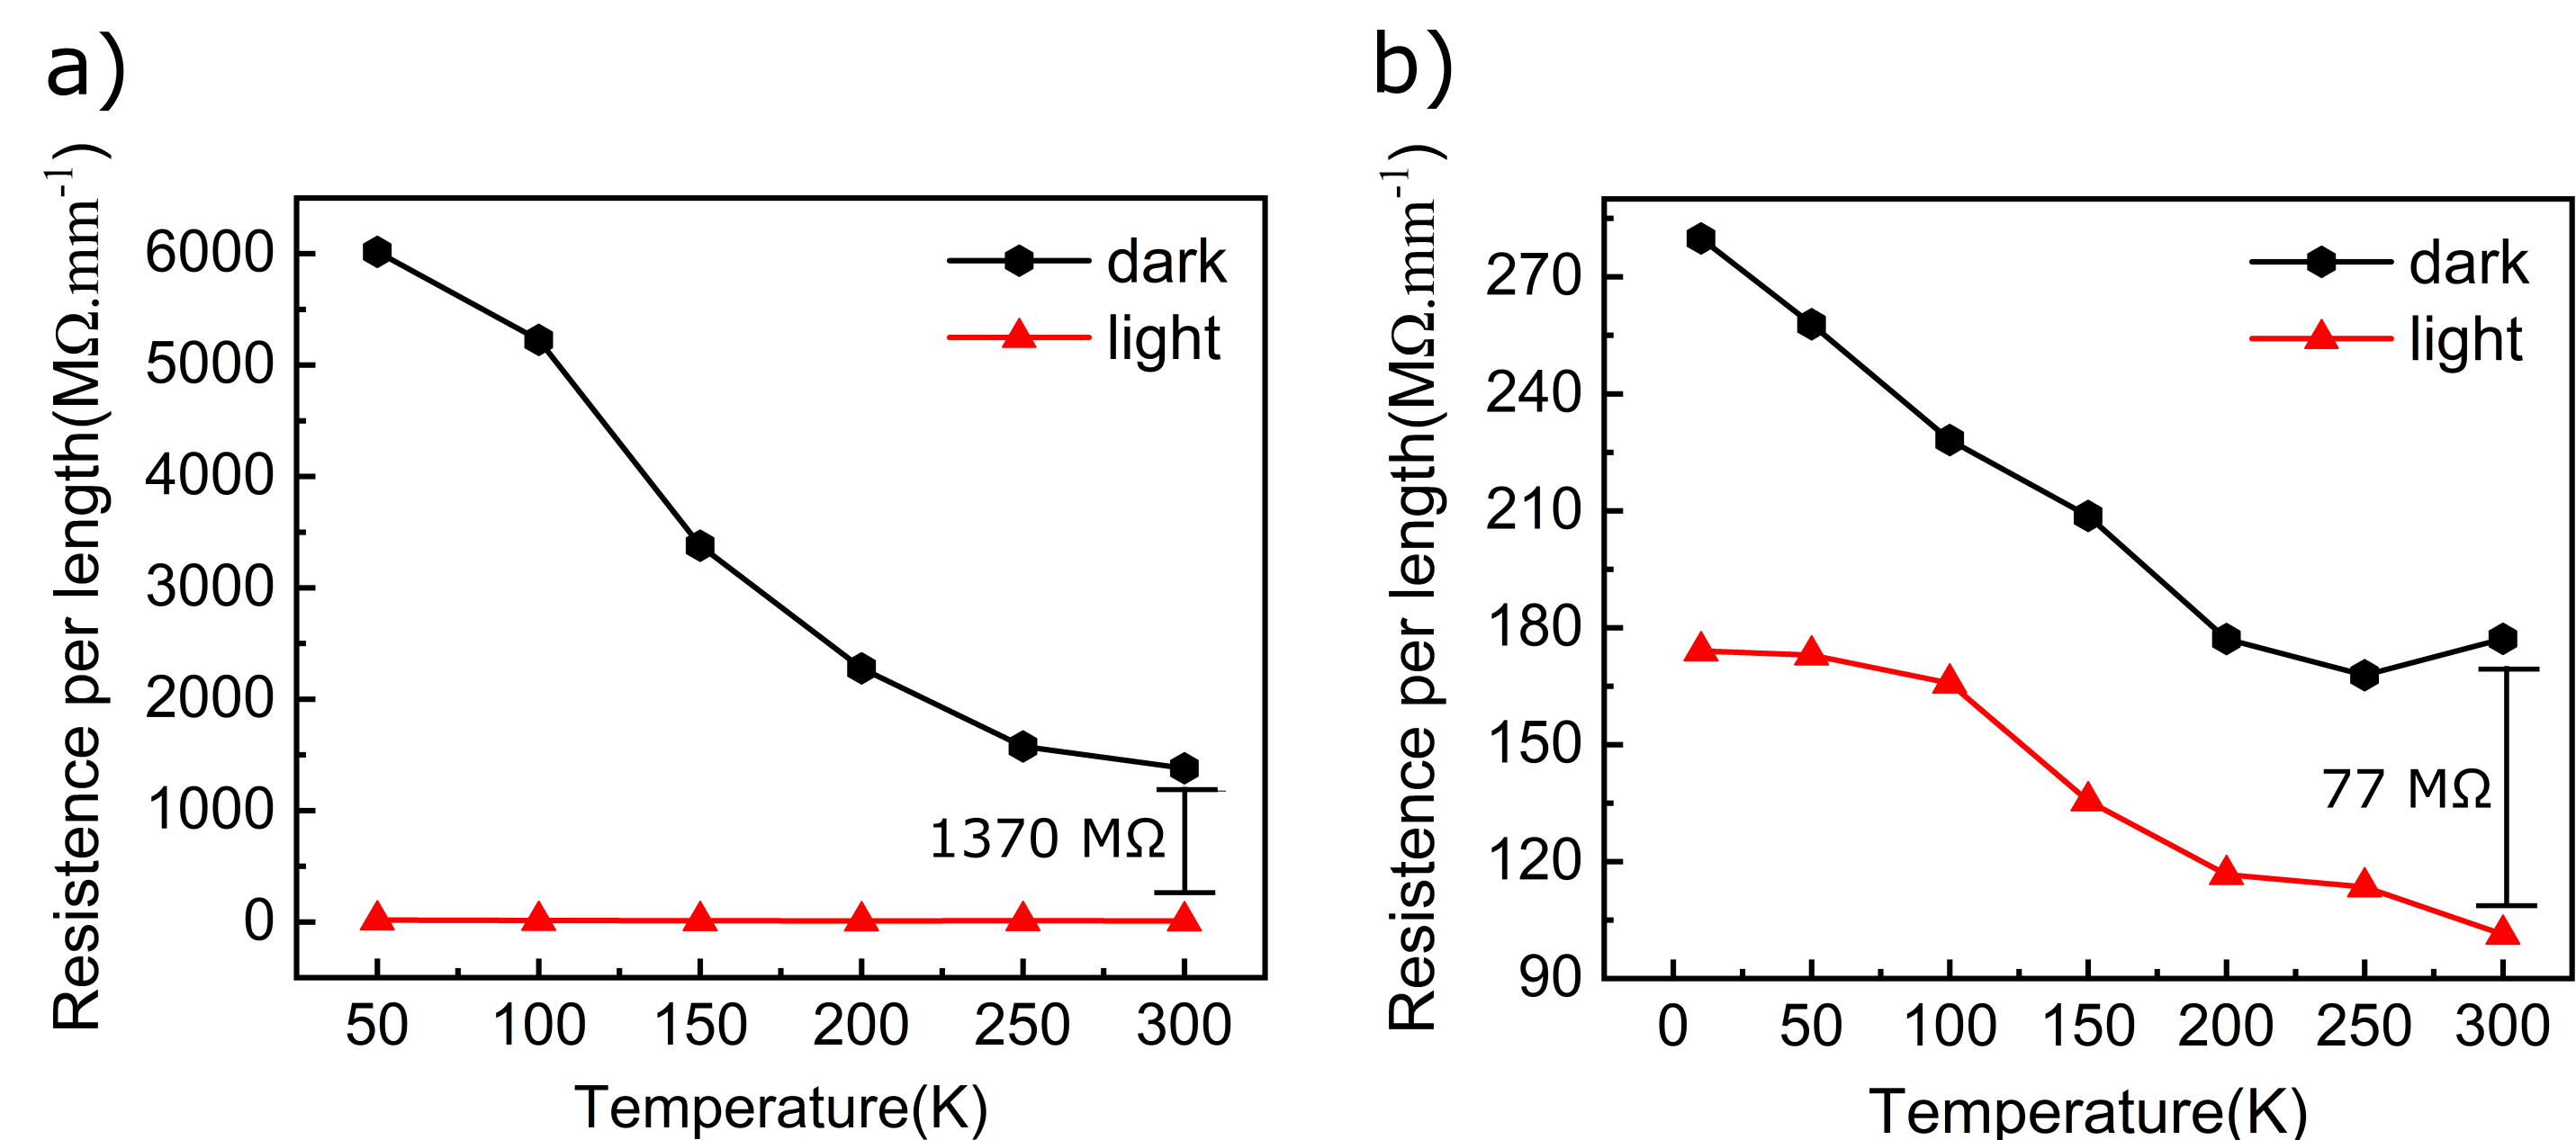 a)
Resistence per length(MΩ.mm⁻¹)
6000
5000
4000
3000
2000
1000
0
dark
light
1370 MΩ
50 100 150 200 250 300
Temperature(K)
b)
Resistence per length(MΩ.mm⁻¹)
270
240
210
180
150
120
90
dark
light
77 MΩ
0 50 100 150 200 250 300
Temperature(K)